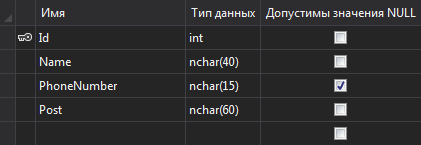 Имя Тип данных Допустимы значения NULL
Id int
Name nchar(40)
PhoneNumber nchar(15)
Post nchar(60)